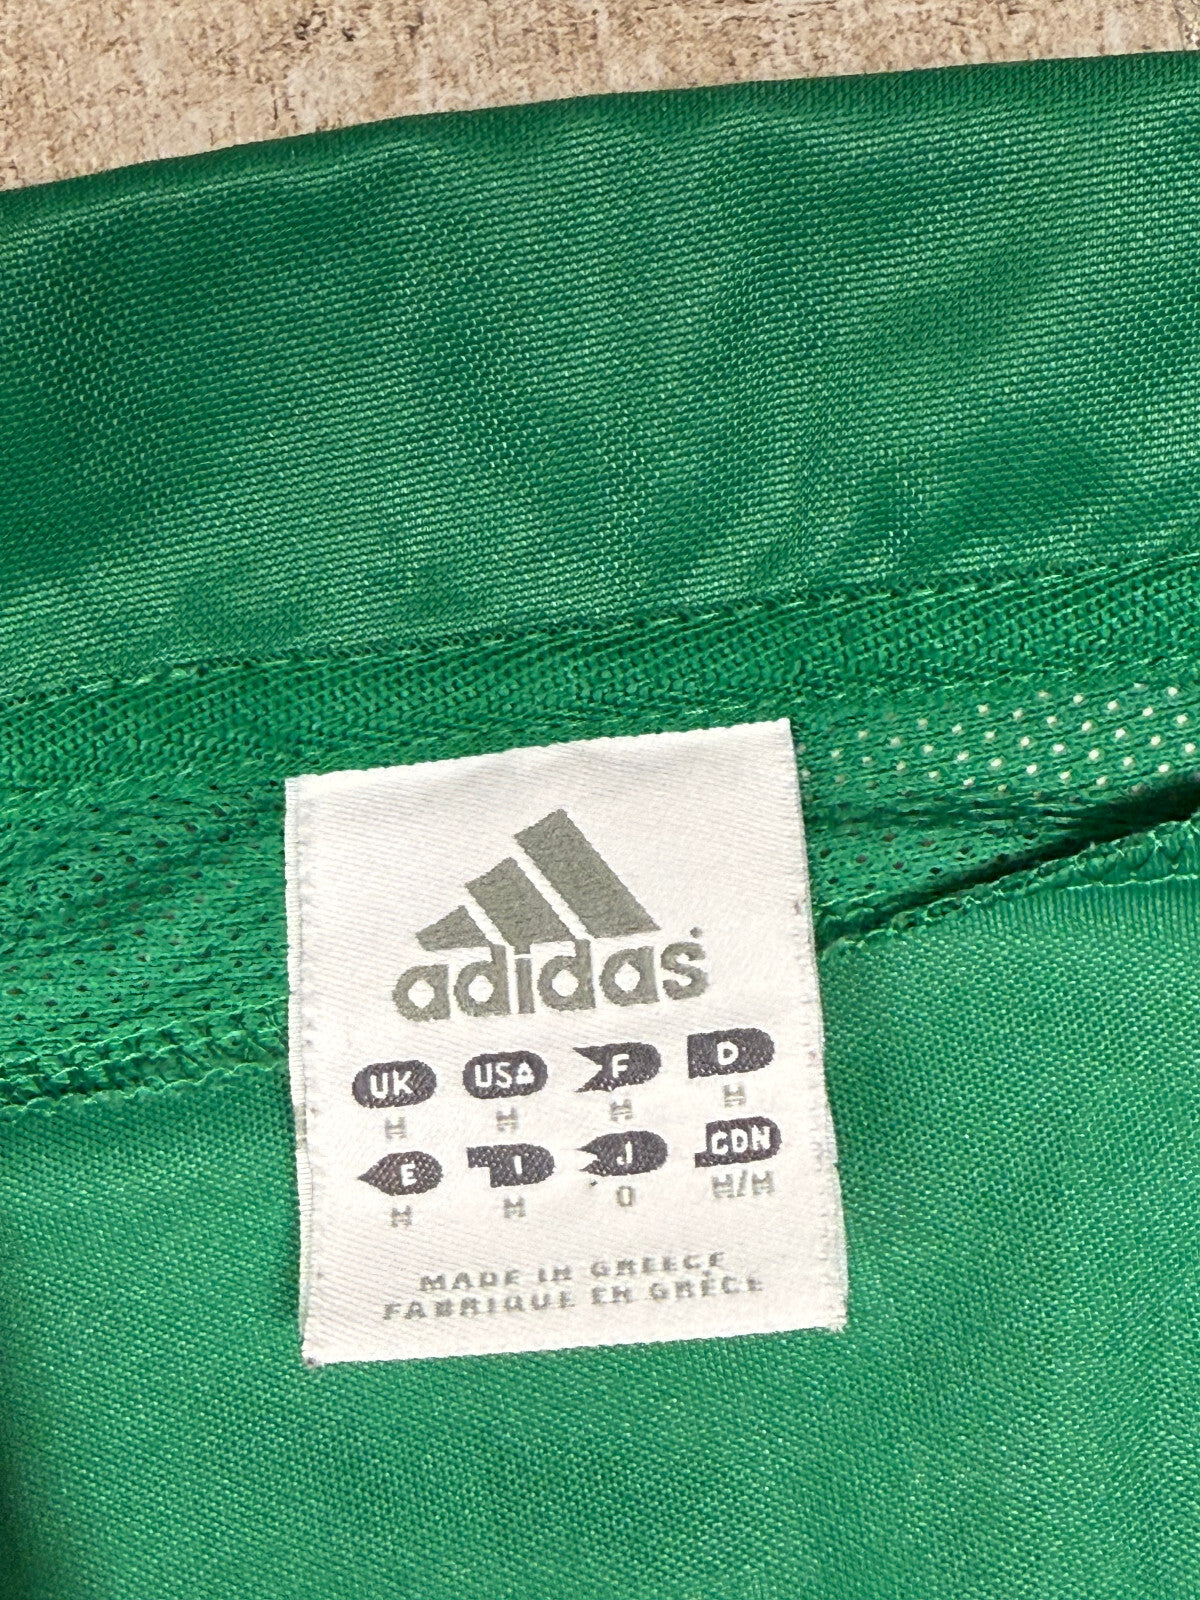 adidas
UK USA F D
M M M M
E I J CDN
M M O M/M
MADE IN GREECE
FABRIQUE EN GRÈCE